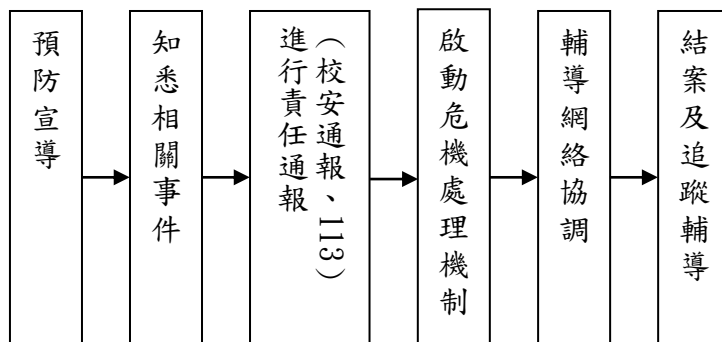 預防宣導
知悉相關事件
進行責任通報
（校安通報、113）
啟動危機處理機制
輔導網絡協調
結案及追蹤輔導